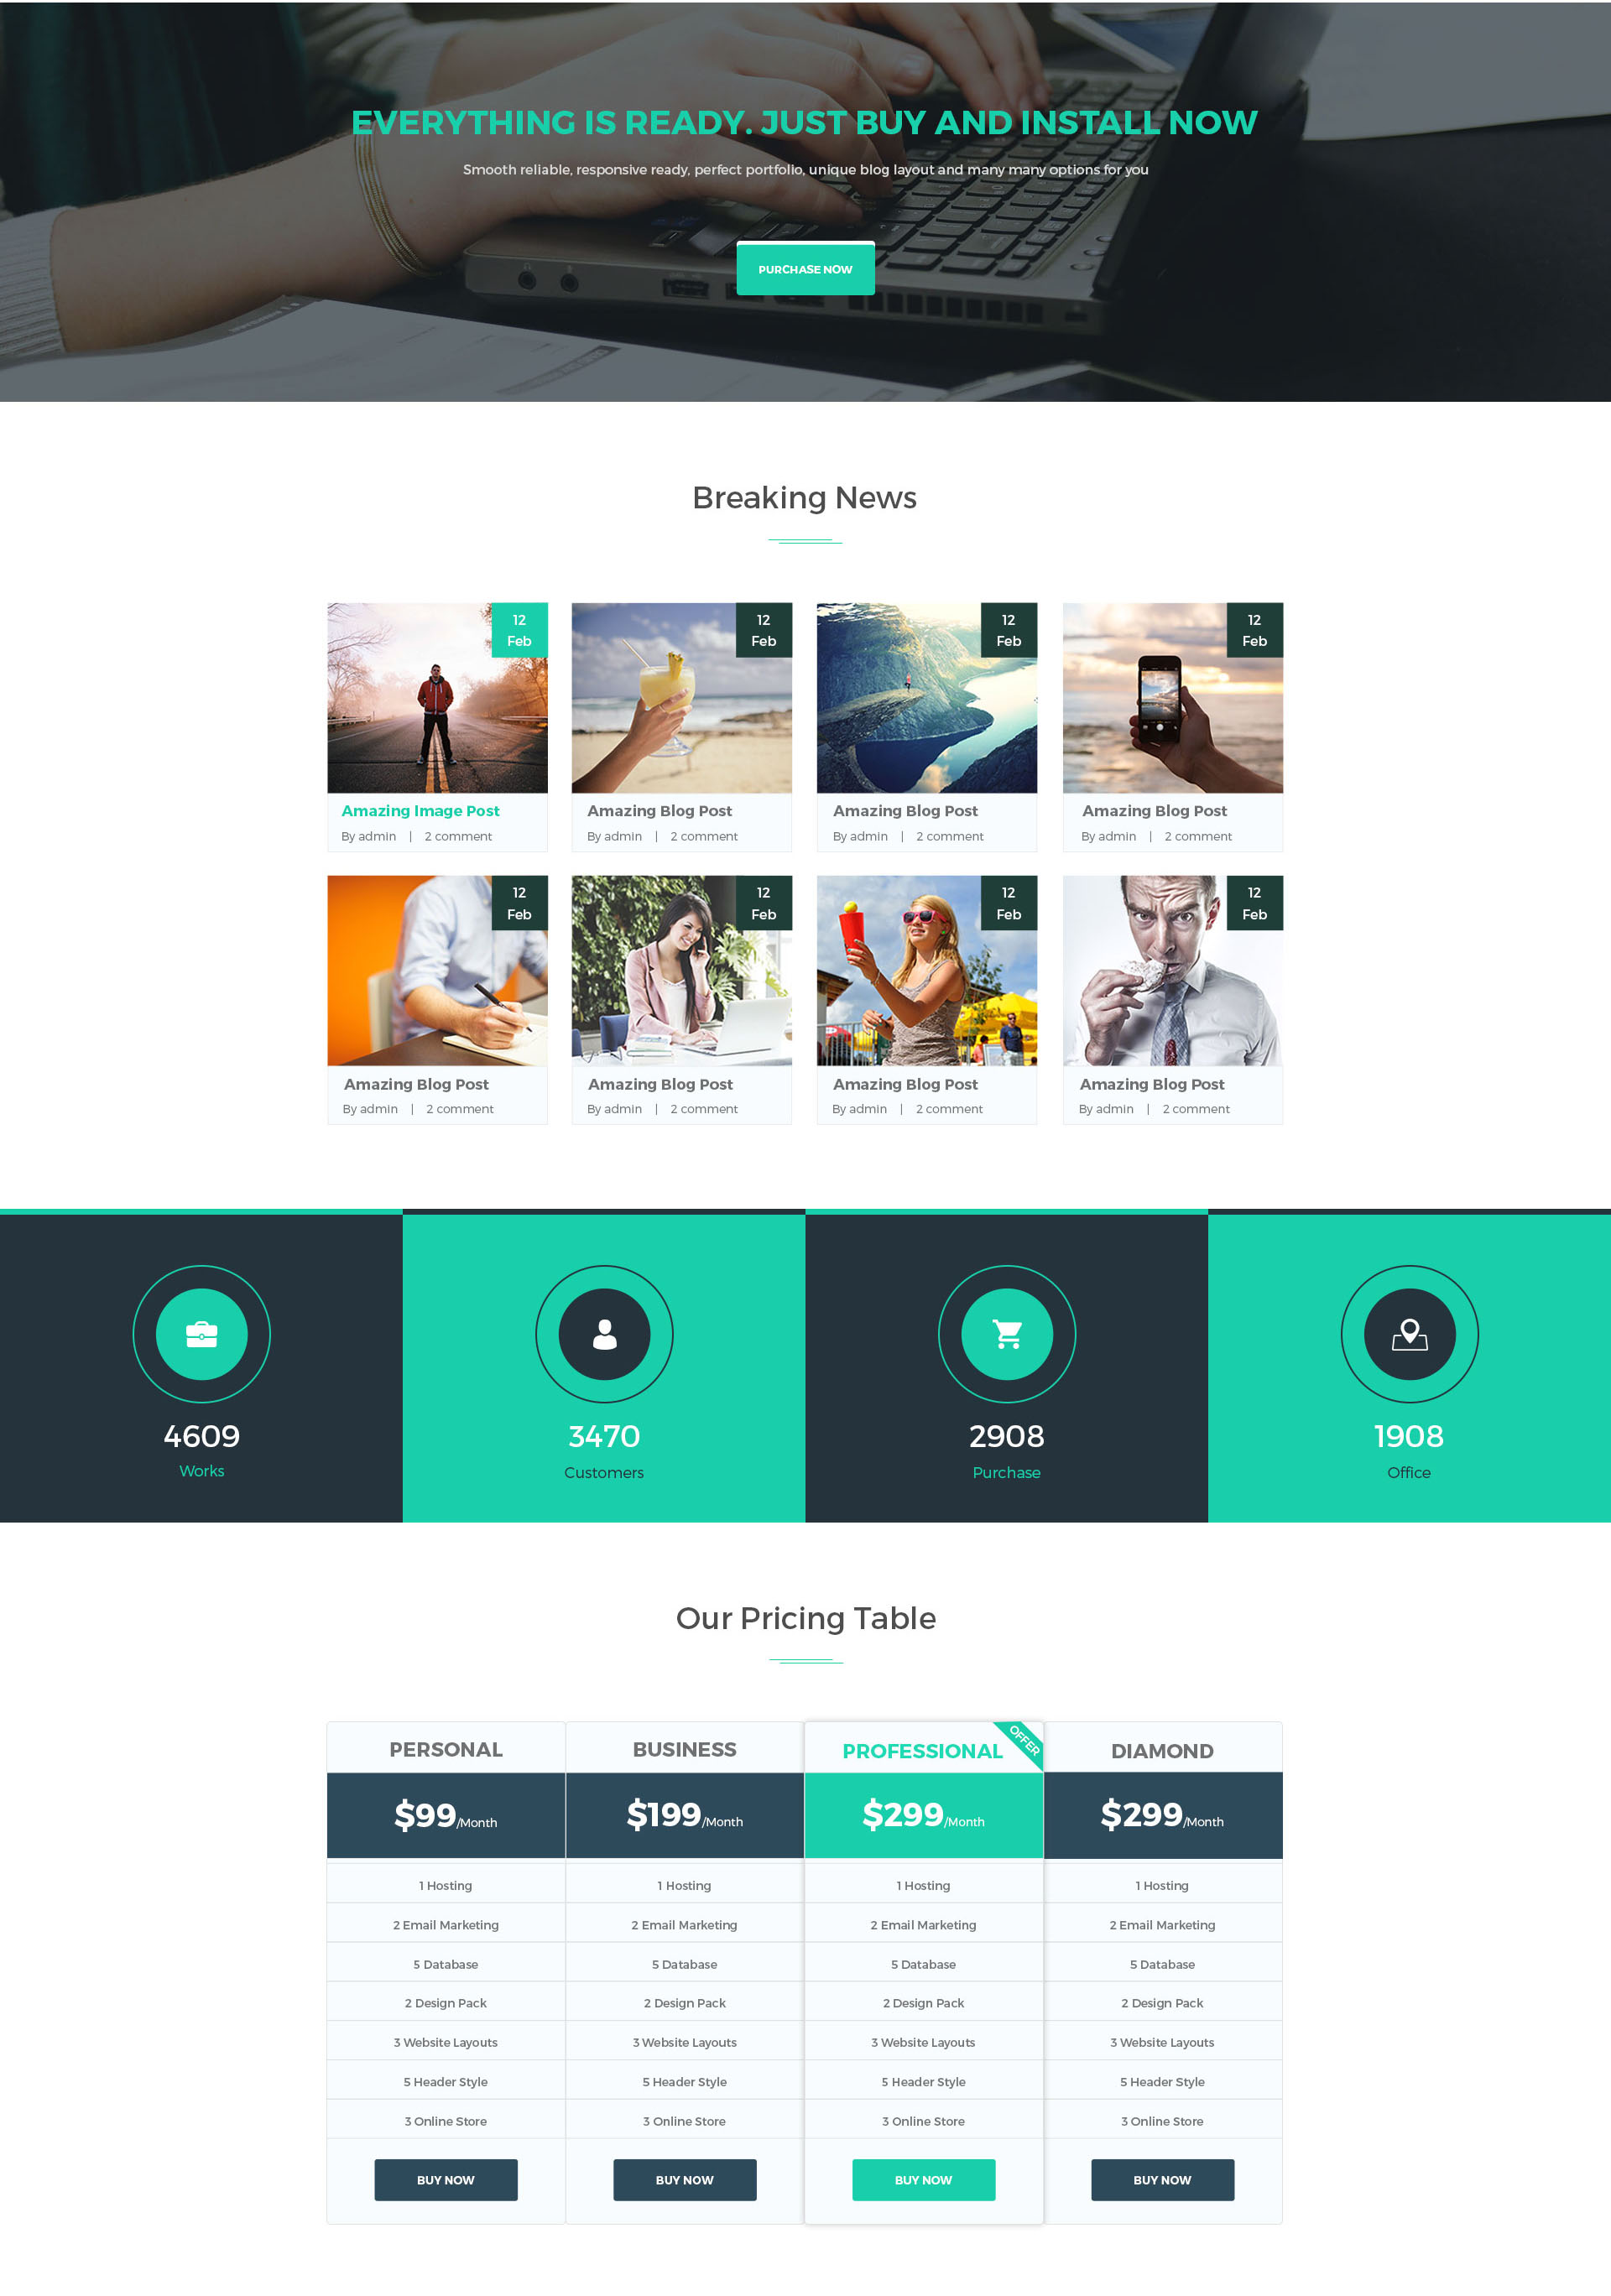 EVERYTHING IS READY. JUST BUY AND INSTALL NOW
Smooth reliable, responsive ready, perfect portfolio, unique blog layout and many many options for you
PURCHASE NOW
Breaking News
12
Feb
12
Feb
12
Feb
12
Feb
Amazing Image Post
Amazing Blog Post
Amazing Blog Post
Amazing Blog Post
By admin | 2 comment
By admin | 2 comment
By admin | 2 comment
By admin | 2 comment
12
Feb
12
Feb
12
Feb
12
Feb
Amazing Blog Post
Amazing Blog Post
Amazing Blog Post
Amazing Blog Post
By admin | 2 comment
By admin | 2 comment
By admin | 2 comment
By admin | 2 comment
4609
Works
3470
Customers
2908
Purchase
1908
Office
Our Pricing Table
PERSONAL
$99/Month
1 Hosting
2 Email Marketing
5 Database
2 Design Pack
3 Website Layouts
5 Header Style
3 Online Store
BUY NOW
BUSINESS
$199/Month
1 Hosting
2 Email Marketing
5 Database
2 Design Pack
3 Website Layouts
5 Header Style
3 Online Store
BUY NOW
PROFESSIONAL
OFFER
$299/Month
1 Hosting
2 Email Marketing
5 Database
2 Design Pack
3 Website Layouts
5 Header Style
3 Online Store
BUY NOW
DIAMOND
$299/Month
1 Hosting
2 Email Marketing
5 Database
2 Design Pack
3 Website Layouts
5 Header Style
3 Online Store
BUY NOW